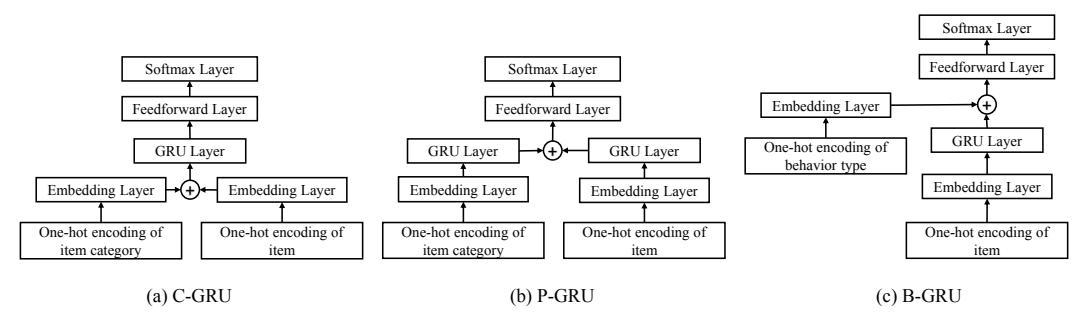 Softmax Layer
Feedforward Layer
GRU Layer
Embedding Layer
+
Embedding Layer
One-hot encoding of
item category
One-hot encoding of
item
(a) C-GRU
Softmax Layer
Feedforward Layer
GRU Layer
+
GRU Layer
Embedding Layer
Embedding Layer
One-hot encoding of
item category
One-hot encoding of
item
(b) P-GRU
Softmax Layer
Feedforward Layer
Embedding Layer
+
One-hot encoding of
behavior type
GRU Layer
Embedding Layer
One-hot encoding of
item
(c) B-GRU